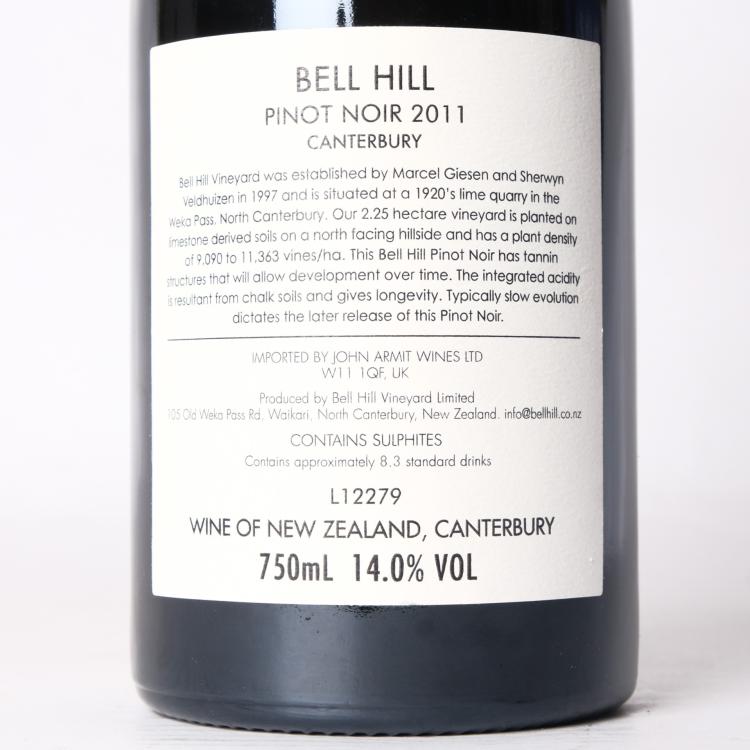 BELL HILL
PINOT NOIR 2011
CANTERBURY
Bell Hill Vineyard was established by Marcel Giesen and Sherwyn
Veldhuizen in 1997 and is situated at a 1920's lime quarry in the
Weka Pass, North Canterbury. Our 2.25 hectare vineyard is planted on
limestone derived soils on a north facing hillside and has a plant density
of 9,090 to 11,363 vines/ha. This Bell Hill Pinot Noir has tannin
structures that will allow development over time. The integrated acidity
is resultant from chalk soils and gives longevity. Typically slow evolution
dictates the later release of this Pinot Noir.
IMPORTED BY JOHN ARMIT WINES LTD
W11 1QF, UK
Produced by Bell Hill Vineyard Limited
105 Old Weka Pass Rd, Waikari, North Canterbury, New Zealand. info@bellhill.co.nz
CONTAINS SULPHITES
Contains approximately 8.3 standard drinks
L12279
WINE OF NEW ZEALAND, CANTERBURY
750mL 14.0% VOL